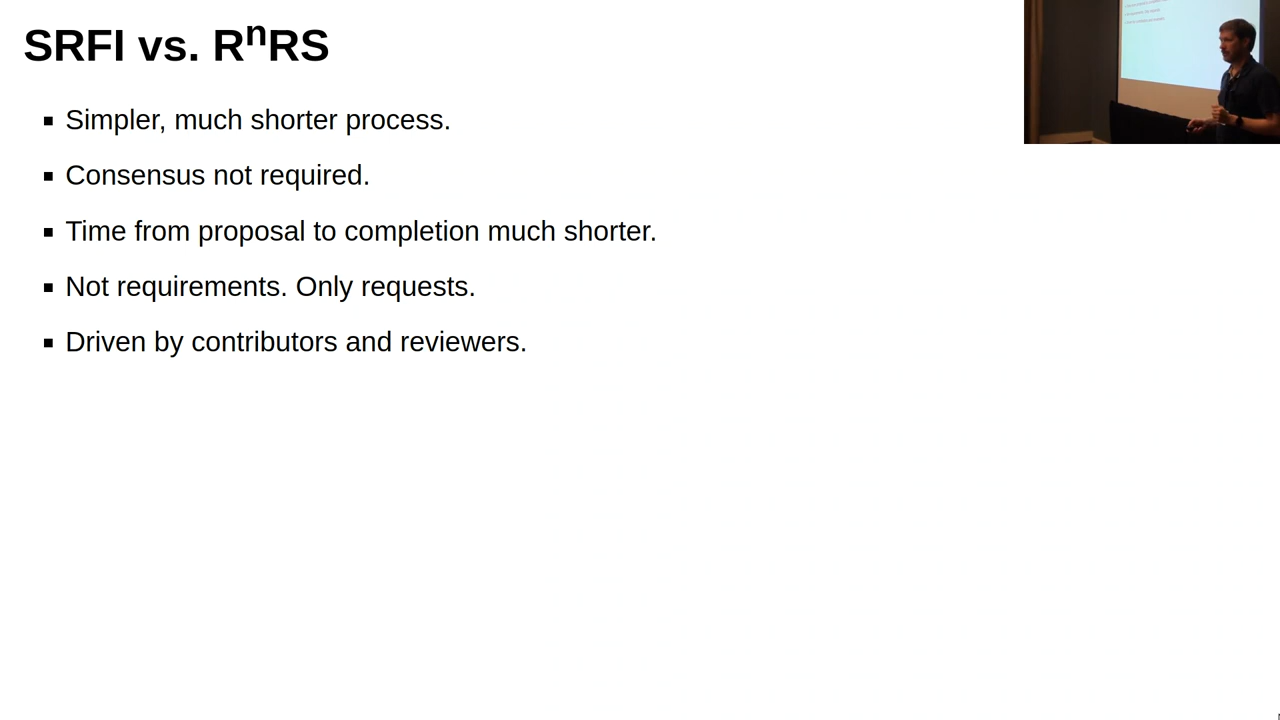 SRFI vs. RⁿRS
▪ Simpler, much shorter process.
▪ Consensus not required.
▪ Time from proposal to completion much shorter.
▪ Not requirements. Only requests.
▪ Driven by contributors and reviewers.